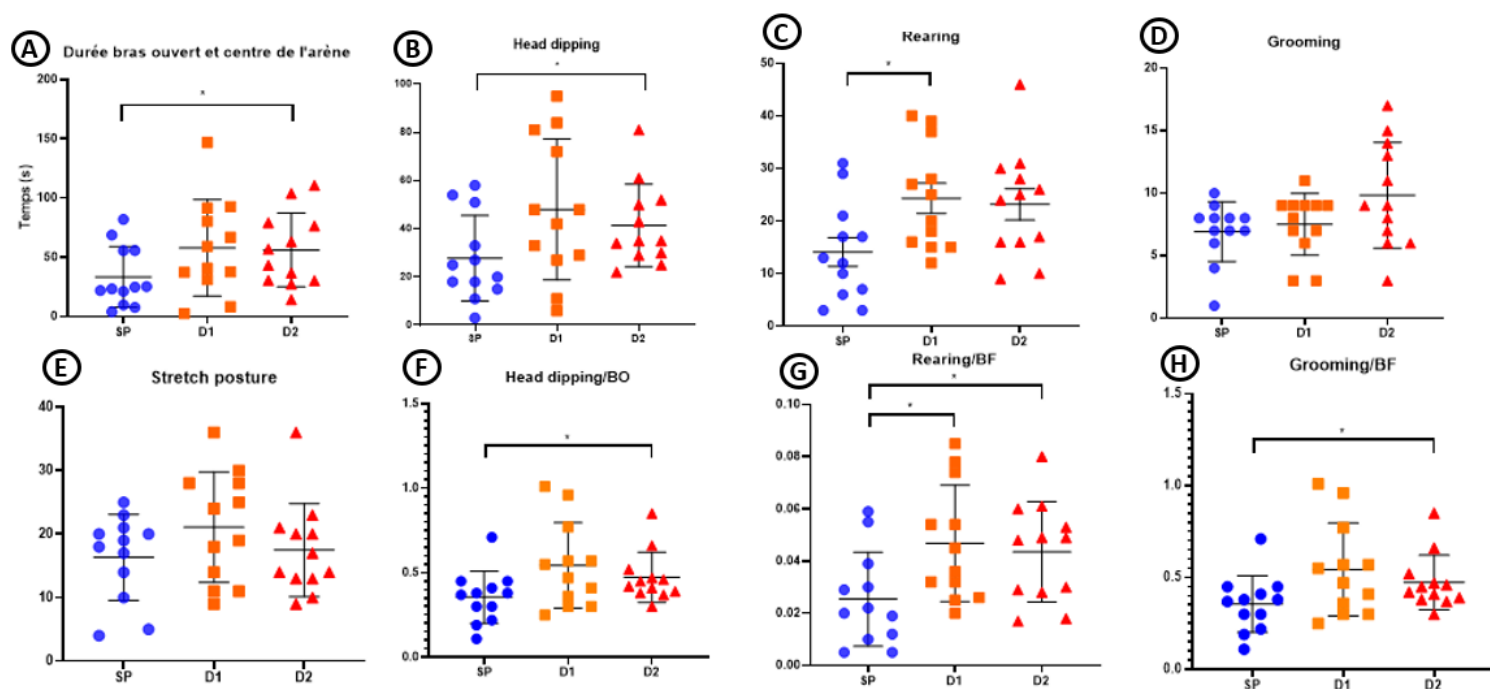 A
Durée bras ouvert et centre de l'arène
200
150
100
50
0
Temps (s)
*
SP D1 D2
B
Head dipping
100
80
60
40
20
0
*
SP D1 D2
C
Rearing
50
40
30
20
10
0
*
SP D1 D2
D
Grooming
20
15
10
5
0
SP D1 D2
E
Stretch posture
40
30
20
10
0
SP D1 D2
F
Head dipping/BO
1.5
1.0
0.5
0.0
*
SP D1 D2
G
Rearing/BF
0.10
0.08
0.06
0.04
0.02
0.00
*
*
SP D1 D2
H
Grooming/BF
1.5
1.0
0.5
0.0
*
SP D1 D2